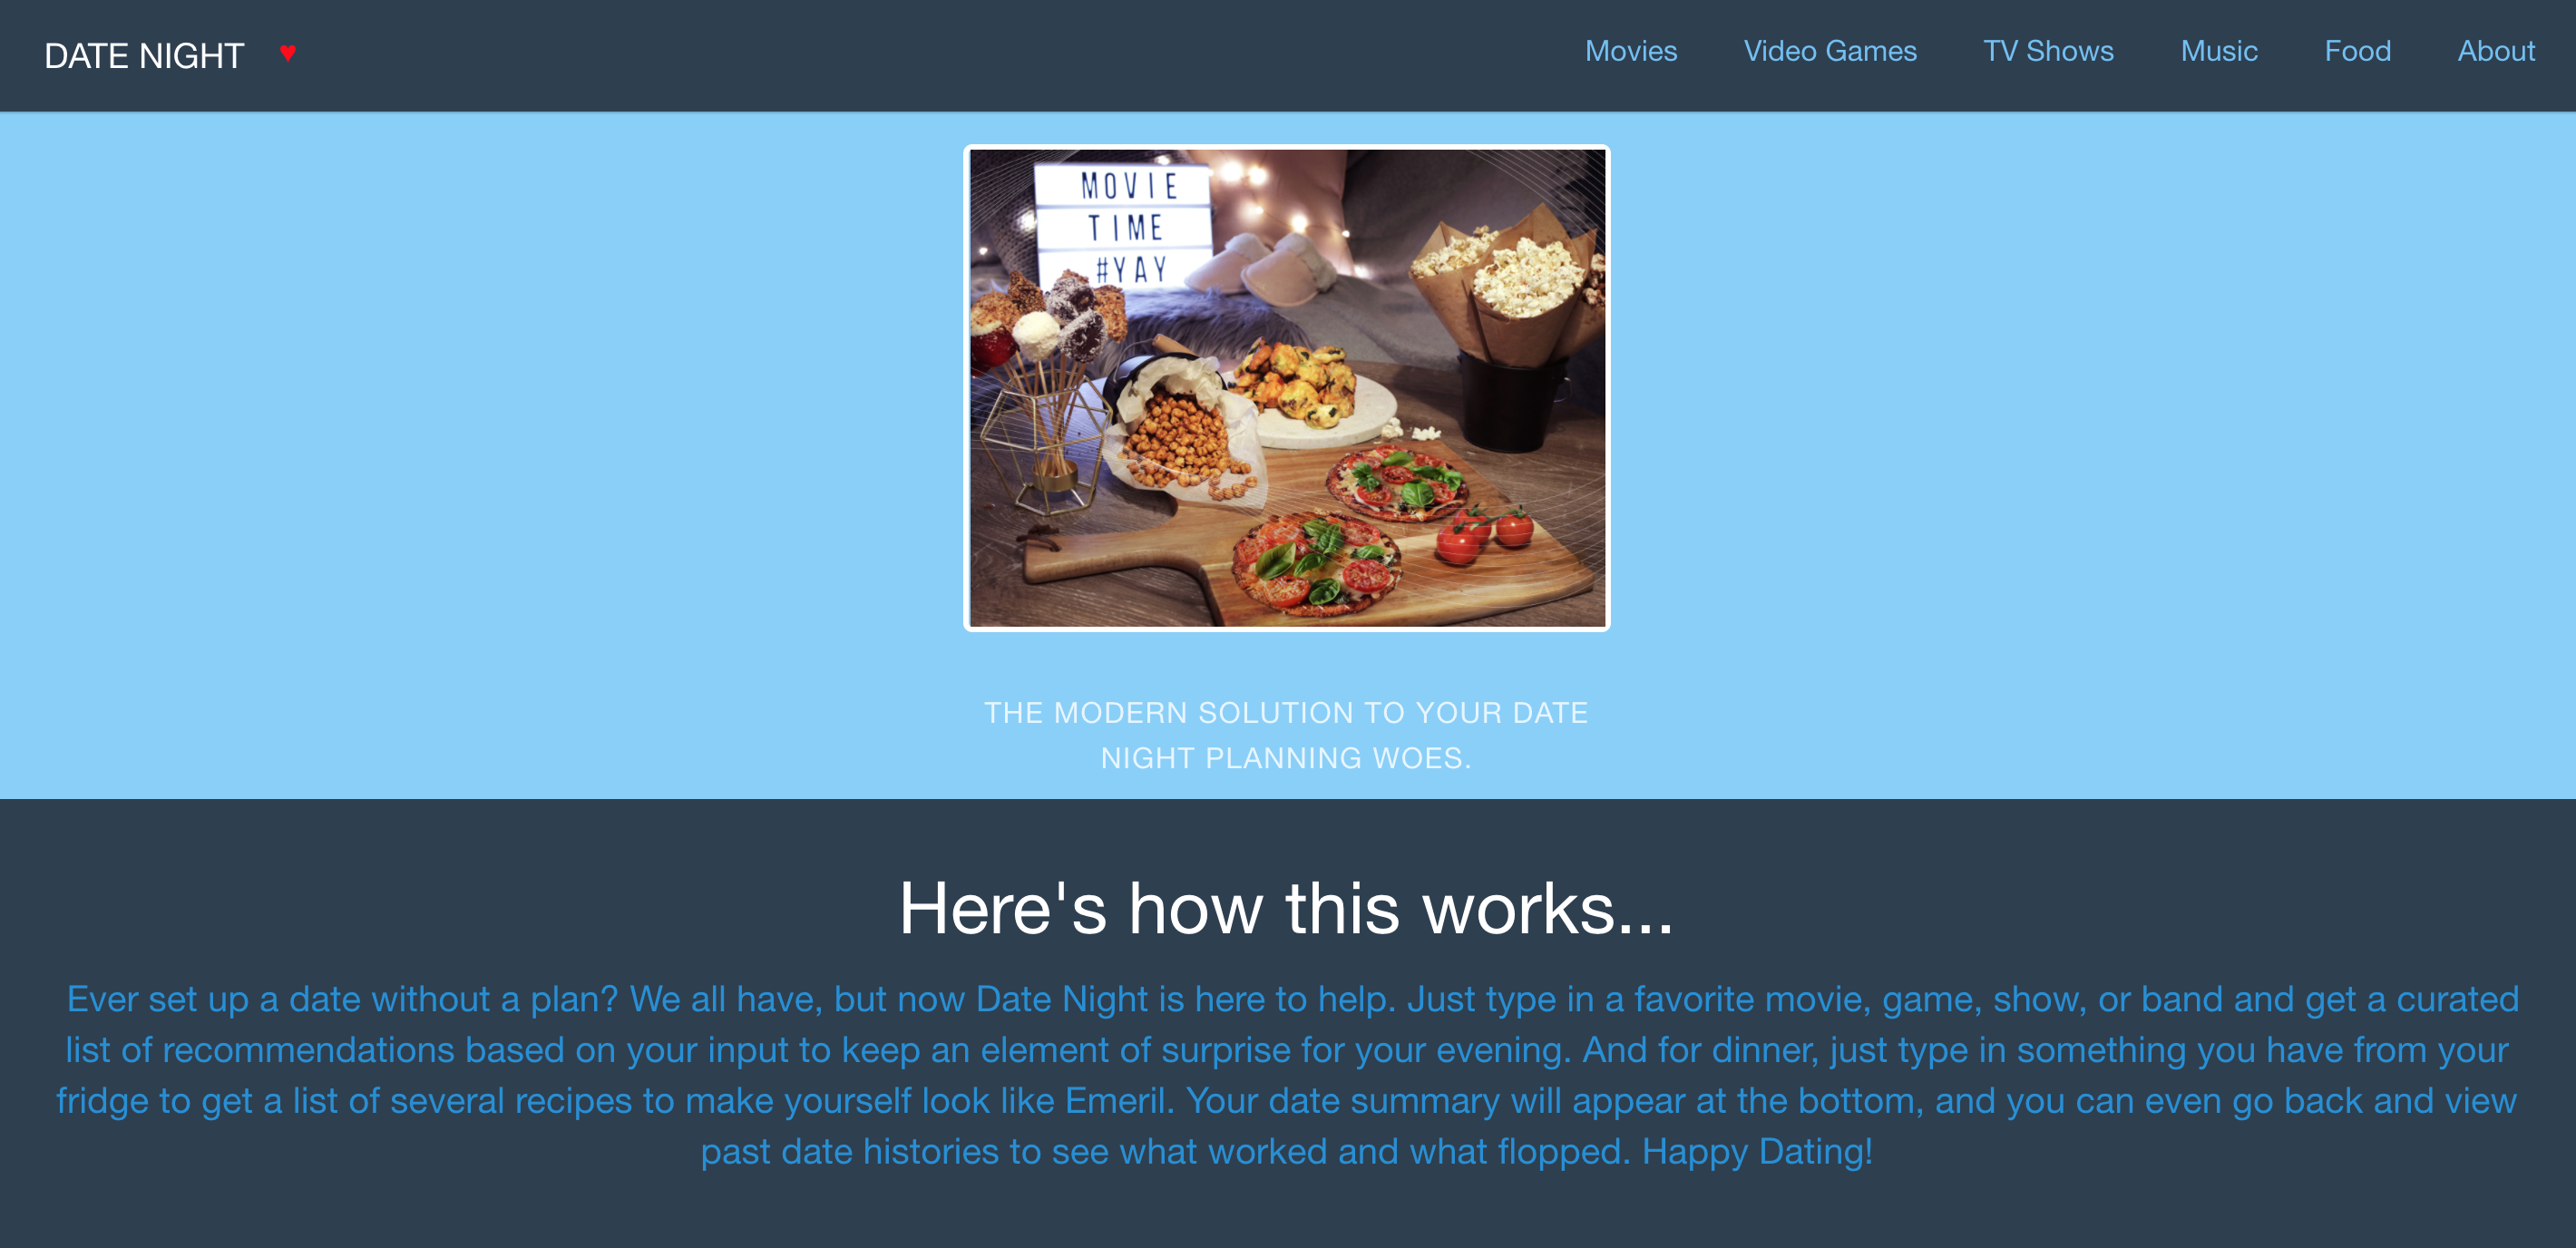 DATE NIGHT ♥
Movies Video Games TV Shows Music Food About
MOVIE
TIME
#YAY
THE MODERN SOLUTION TO YOUR DATE
NIGHT PLANNING WOES.
Here's how this works...
Ever set up a date without a plan? We all have, but now Date Night is here to help. Just type in a favorite movie, game, show, or band and get a curated
list of recommendations based on your input to keep an element of surprise for your evening. And for dinner, just type in something you have from your
fridge to get a list of several recipes to make yourself look like Emeril. Your date summary will appear at the bottom, and you can even go back and view
past date histories to see what worked and what flopped. Happy Dating!